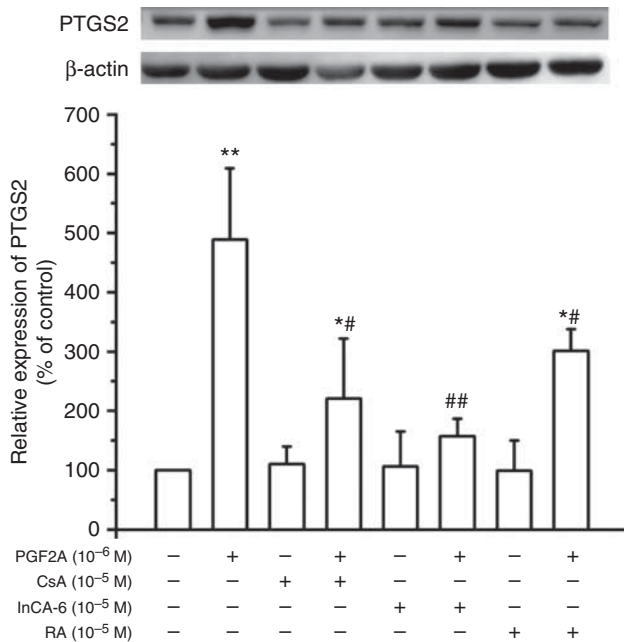 PTGS2
β-actin
Relative expression of PTGS2
(% of control)
700
600
500
400
300
200
100
0
**
*#
##
*#
PGF2A (10⁻⁶ M) – + – + – + – +
CsA (10⁻⁵ M) – – + + – – – –
InCA-6 (10⁻⁵ M) – – – – + + – –
RA (10⁻⁵ M) – – – – – – + +